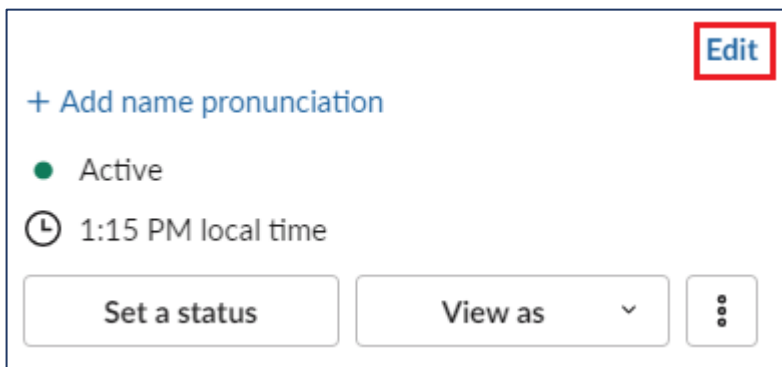 Edit
+ Add name pronunciation
Active
1:15 PM local time
Set a status
View as